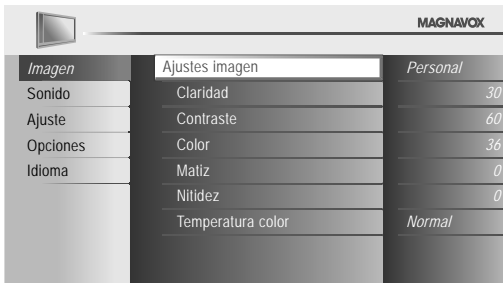 MAGNAVOX
Imagen
Sonido
Ajuste
Opciones
Idioma
Ajustes imagen Personal
Claridad 30
Contraste 60
Color 36
Matiz 0
Nitidez 0
Temperatura color Normal